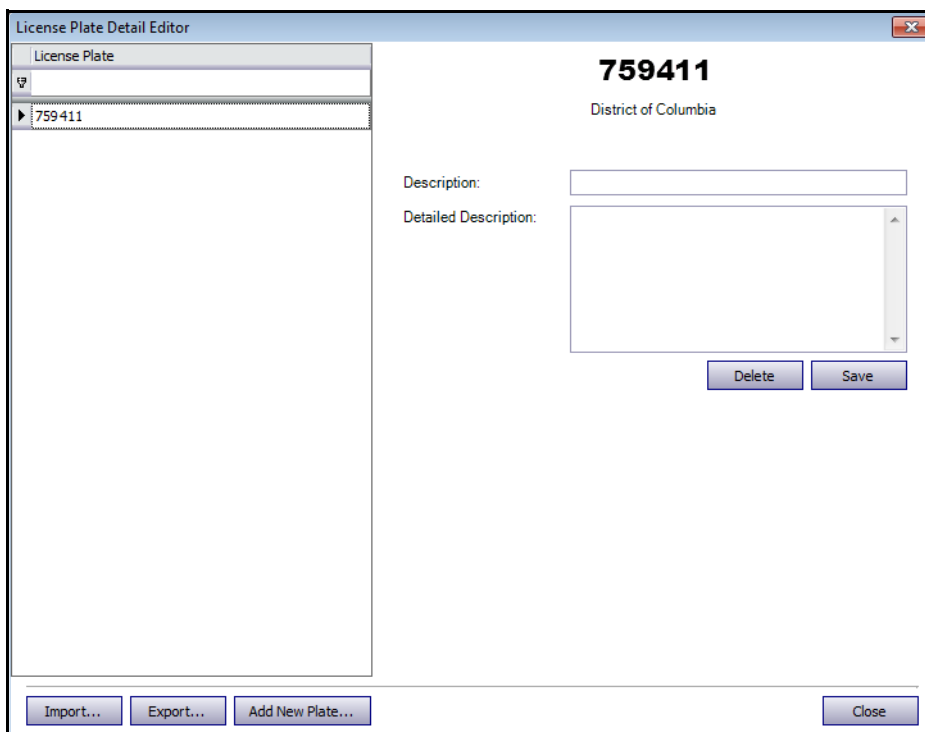 License Plate Detail Editor
License Plate
759411
759411
District of Columbia
Description:
Detailed Description:
Delete
Save
Import...
Export...
Add New Plate...
Close